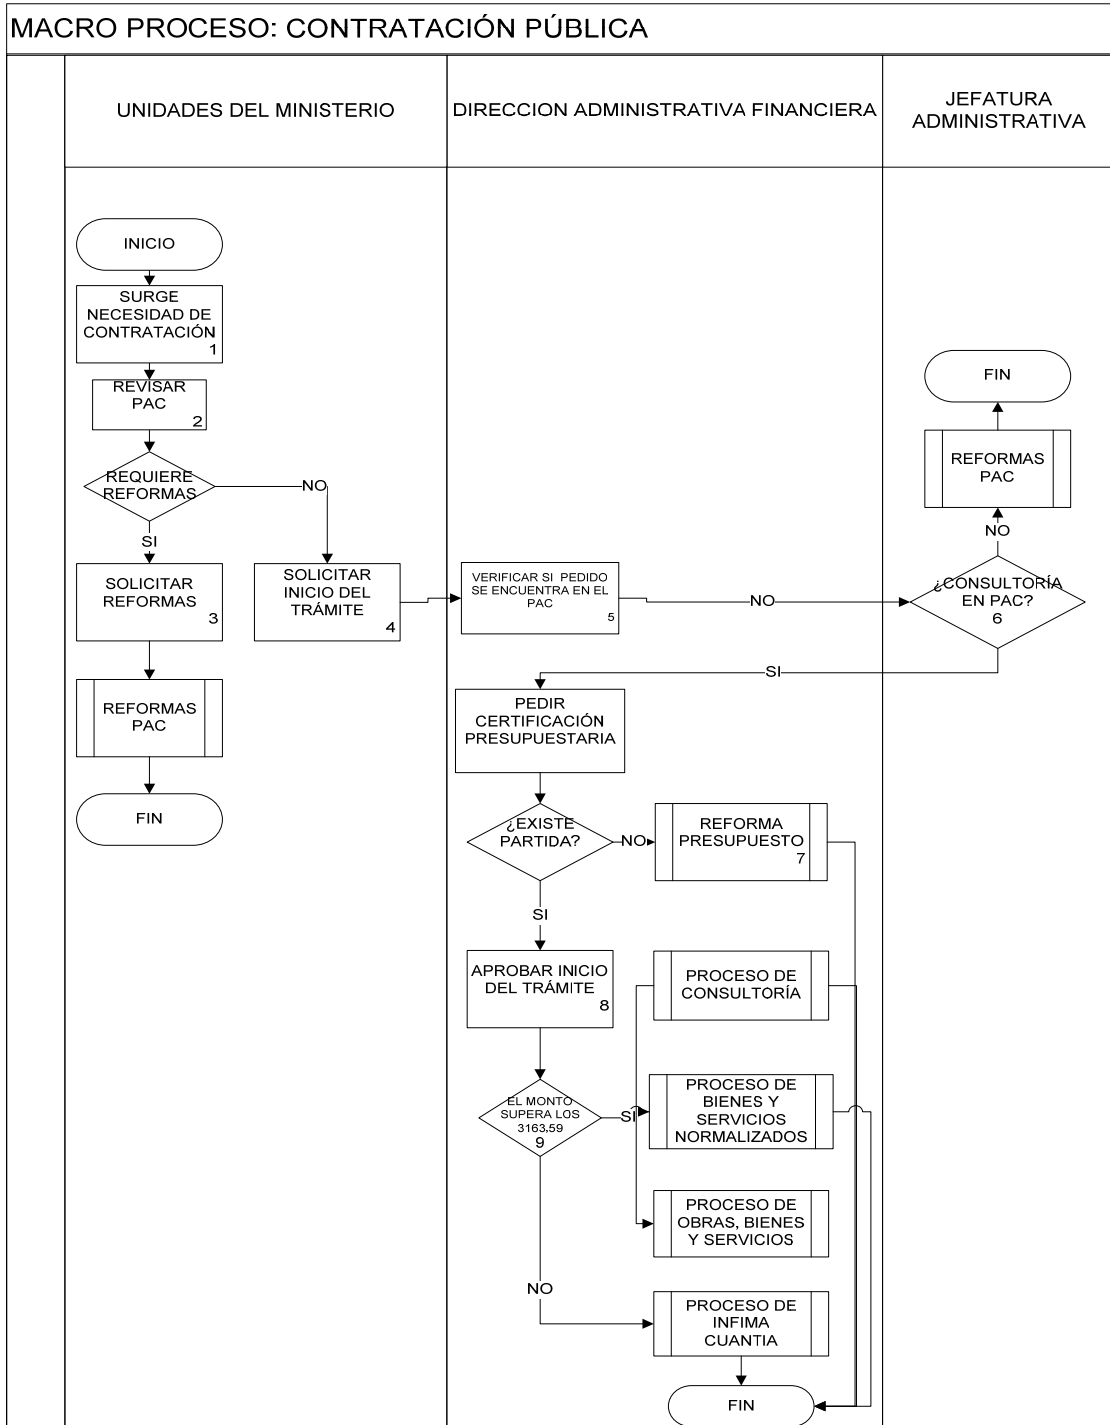 MACRO PROCESO: CONTRATACIÓN PÚBLICA
UNIDADES DEL MINISTERIO
DIRECCION ADMINISTRATIVA FINANCIERA
JEFATURA
ADMINISTRATIVA
INICIO
SURGE
NECESIDAD DE
CONTRATACIÓN
1
REVISAR
PAC
2
REQUIERE
REFORMAS
NO
SI
SOLICITAR
REFORMAS
3
REFORMAS
PAC
FIN
SOLICITAR
INICIO DEL
TRÁMITE
4
VERIFICAR SI PEDIDO
SE ENCUENTRA EN EL
PAC
5
NO
¿CONSULTORÍA
EN PAC?
6
NO
REFORMAS
PAC
FIN
SI
PEDIR
CERTIFICACIÓN
PRESUPUESTARIA
¿EXISTE
PARTIDA?
NO
REFORMA
PRESUPUESTO
7
SI
APROBAR INICIO
DEL TRÁMITE
8
PROCESO DE
CONSULTORÍA
EL MONTO
SUPERA LOS
3163,59
9
SI
PROCESO DE
BIENES Y
SERVICIOS
NORMALIZADOS
PROCESO DE
OBRAS, BIENES
Y SERVICIOS
NO
PROCESO DE
INFIMA
CUANTIA
FIN